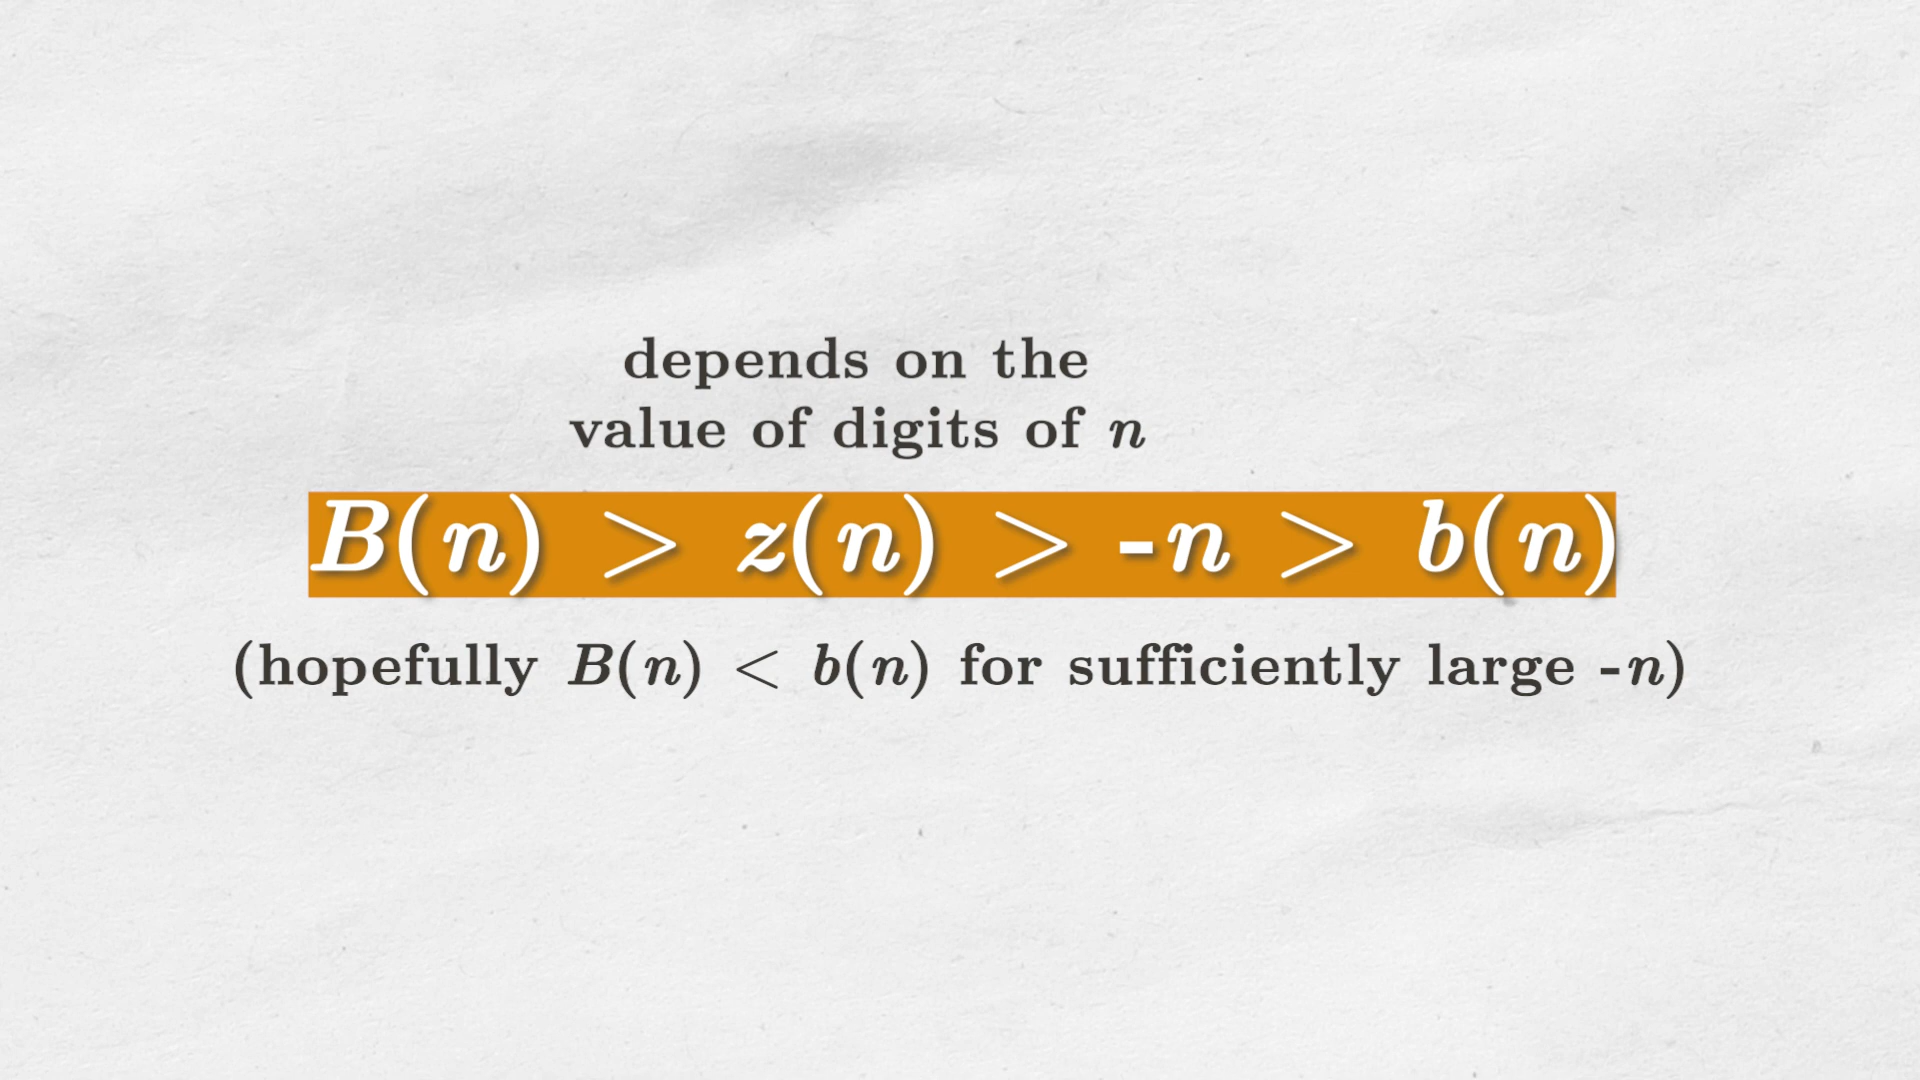 depends on the
value of digits of n
B(n) > z(n) > -n > b(n)
(hopefully B(n) < b(n) for sufficiently large -n)